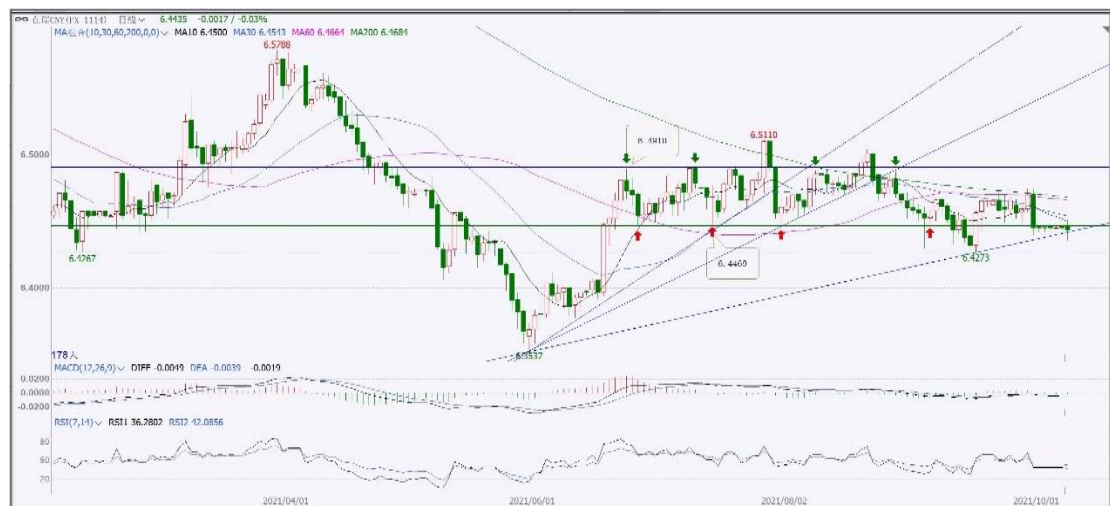 在岸CNY(FX 1114) 日线 6.4435 -0.0017 / -0.03%
MA组合(10,30,60,200,0,0) MA10 6.4500 MA30 6.4543 MA60 6.4664 MA200 6.4684
6.5788
6.4910
6.5110
6.5000
6.4267
6.4469
6.4273
6.4000
178人
6.3537
MACD(12,26,9) DIFF -0.0049 DEA -0.0039 -0.0019
0.0200
0.0000
-0.0200
RSI(7,14) RSI1 36.2802 RSI2 42.0856
80
50
20
2021/04/01 2021/06/01 2021/08/02 2021/10/01